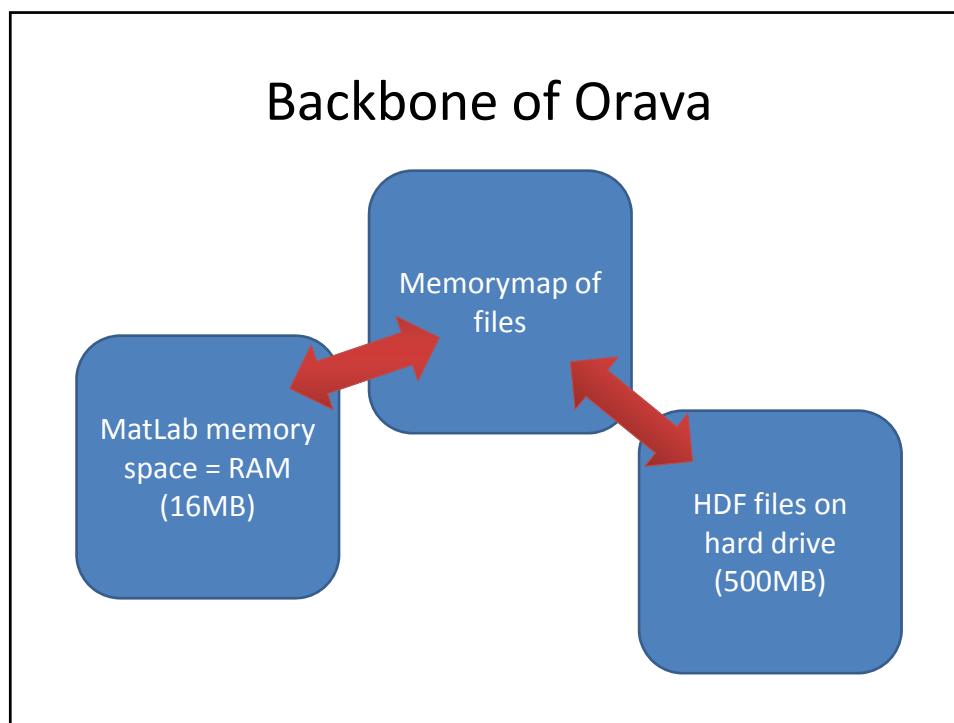 Backbone of Orava
Memorymap of
files
MatLab memory
space = RAM
(16MB)
HDF files on
hard drive
(500MB)